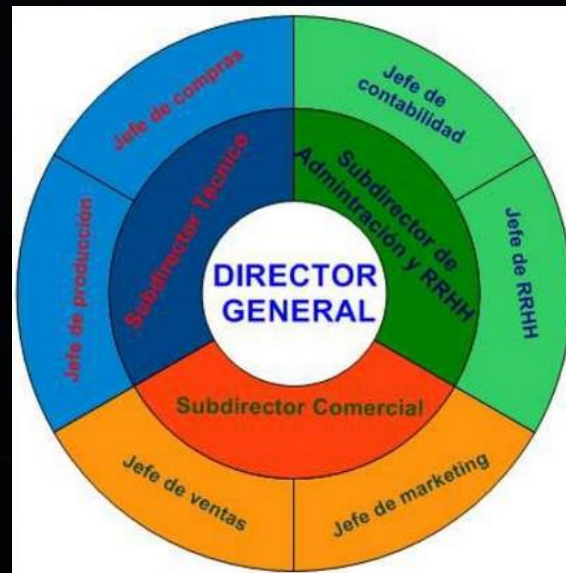 Jefe de compras
Jefe de
contabilidad
Subdirector Técnico
Subdirector de
Admintración y RRHH
Jefe de producción
Jefe de RRHH
DIRECTOR
GENERAL
Subdirector Comercial
Jefe de ventas
Jefe de marketing